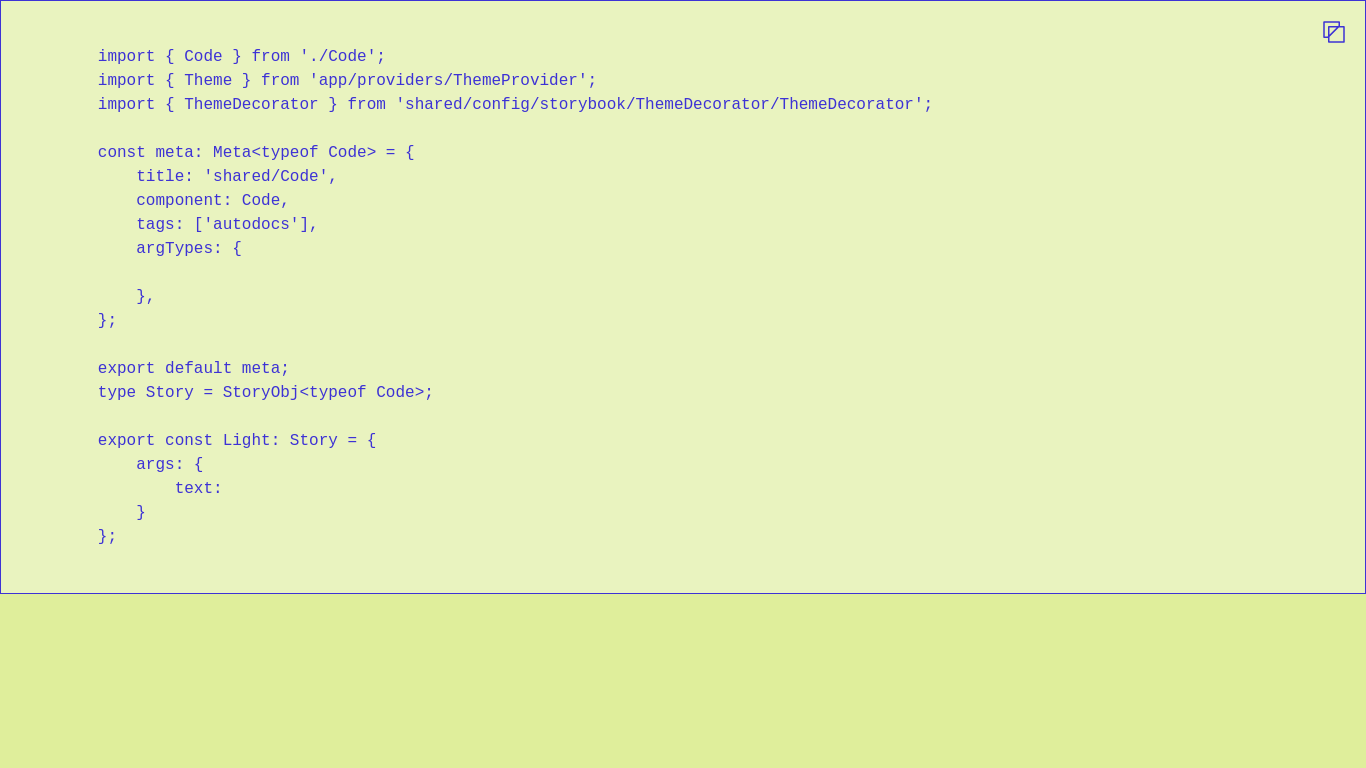 import { Code } from './Code';
import { Theme } from 'app/providers/ThemeProvider';
import { ThemeDecorator } from 'shared/config/storybook/ThemeDecorator/ThemeDecorator';
const meta: Meta<typeof Code> = {
    title: 'shared/Code',
    component: Code,
    tags: ['autodocs'],
    argTypes: {
    },
};
export default meta;
type Story = StoryObj<typeof Code>;
export const Light: Story = {
    args: {
        text:
    }
};